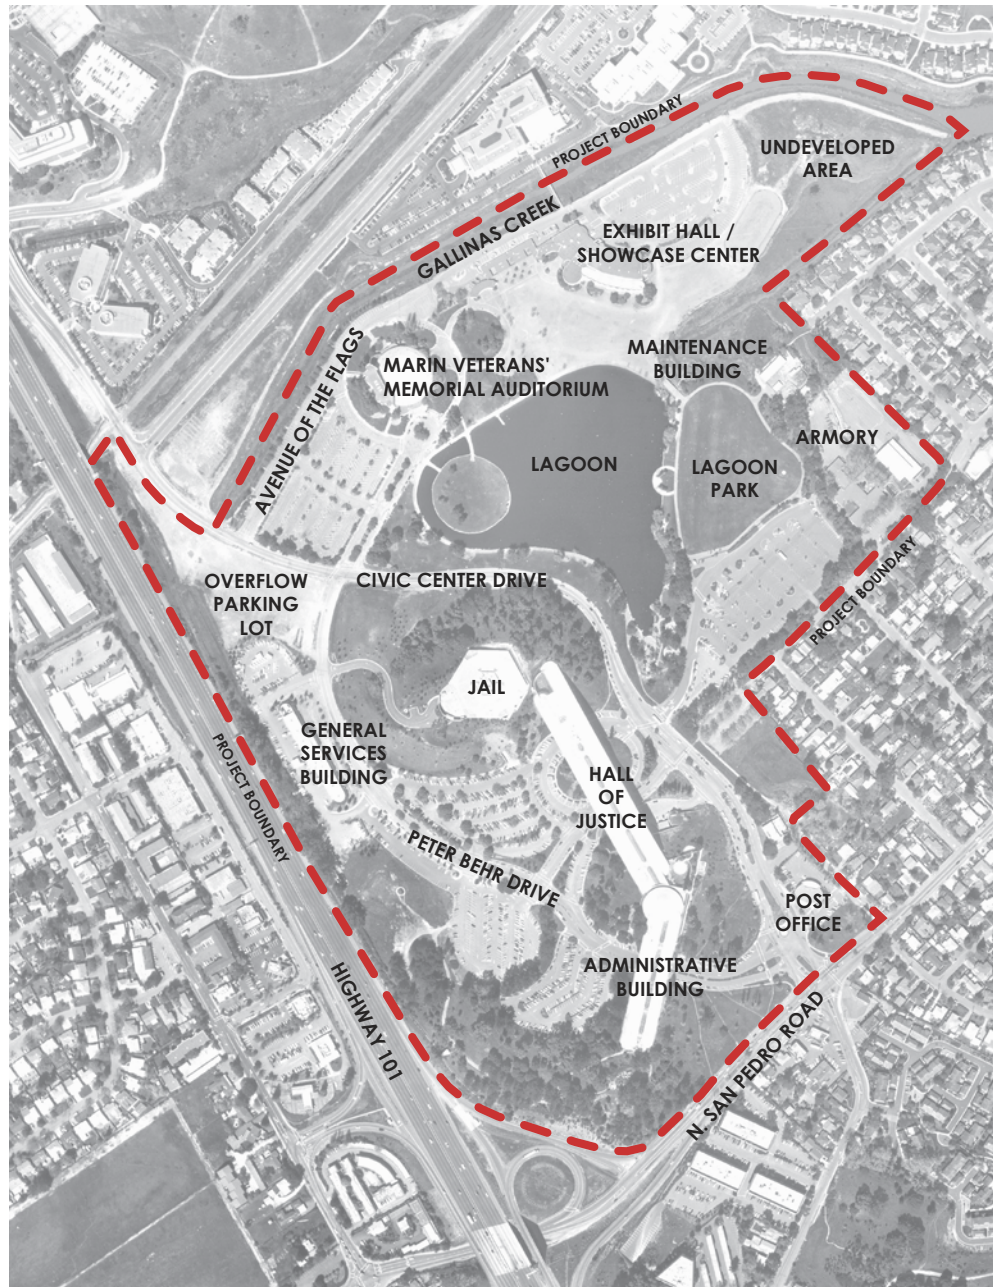 PROJECT BOUNDARY
UNDEVELOPED
AREA
GALLINAS CREEK
EXHIBIT HALL /
SHOWCASE CENTER
AVENUE OF THE FLAGS
MARIN VETERANS'
MEMORIAL AUDITORIUM
MAINTENANCE
BUILDING
ARMORY
LAGOON
LAGOON
PARK
OVERFLOW
PARKING
LOT
CIVIC CENTER DRIVE
PROJECT BOUNDARY
JAIL
GENERAL
SERVICES
BUILDING
PROJECT BOUNDARY
HALL
OF
JUSTICE
PETER BEHR DRIVE
POST
OFFICE
ADMINISTRATIVE
BUILDING
HIGHWAY 101
N. SAN PEDRO ROAD